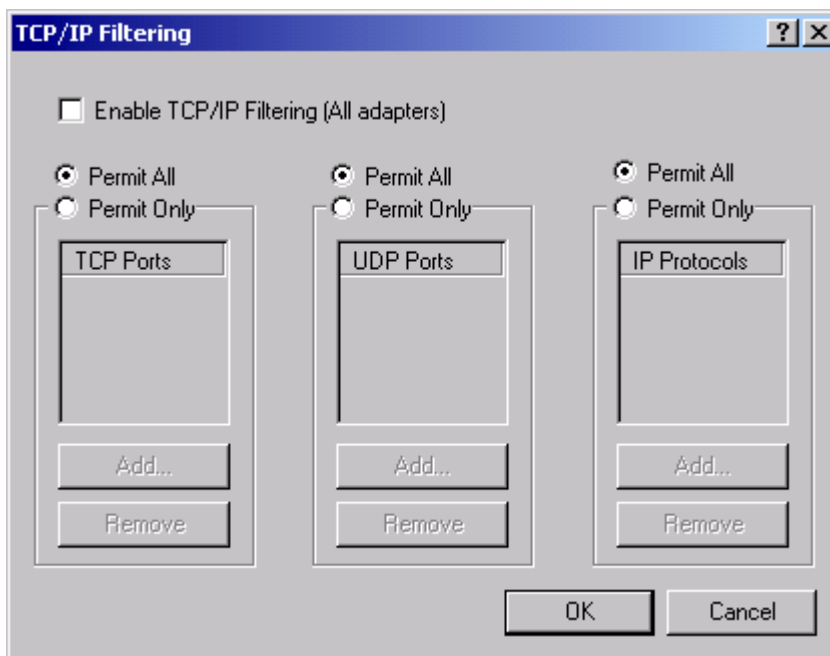 TCP/IP Filtering
Enable TCP/IP Filtering (All adapters)
Permit All
Permit Only
TCP Ports
Add...
Remove
Permit All
Permit Only
UDP Ports
Add...
Remove
Permit All
Permit Only
IP Protocols
Add...
Remove
OK
Cancel